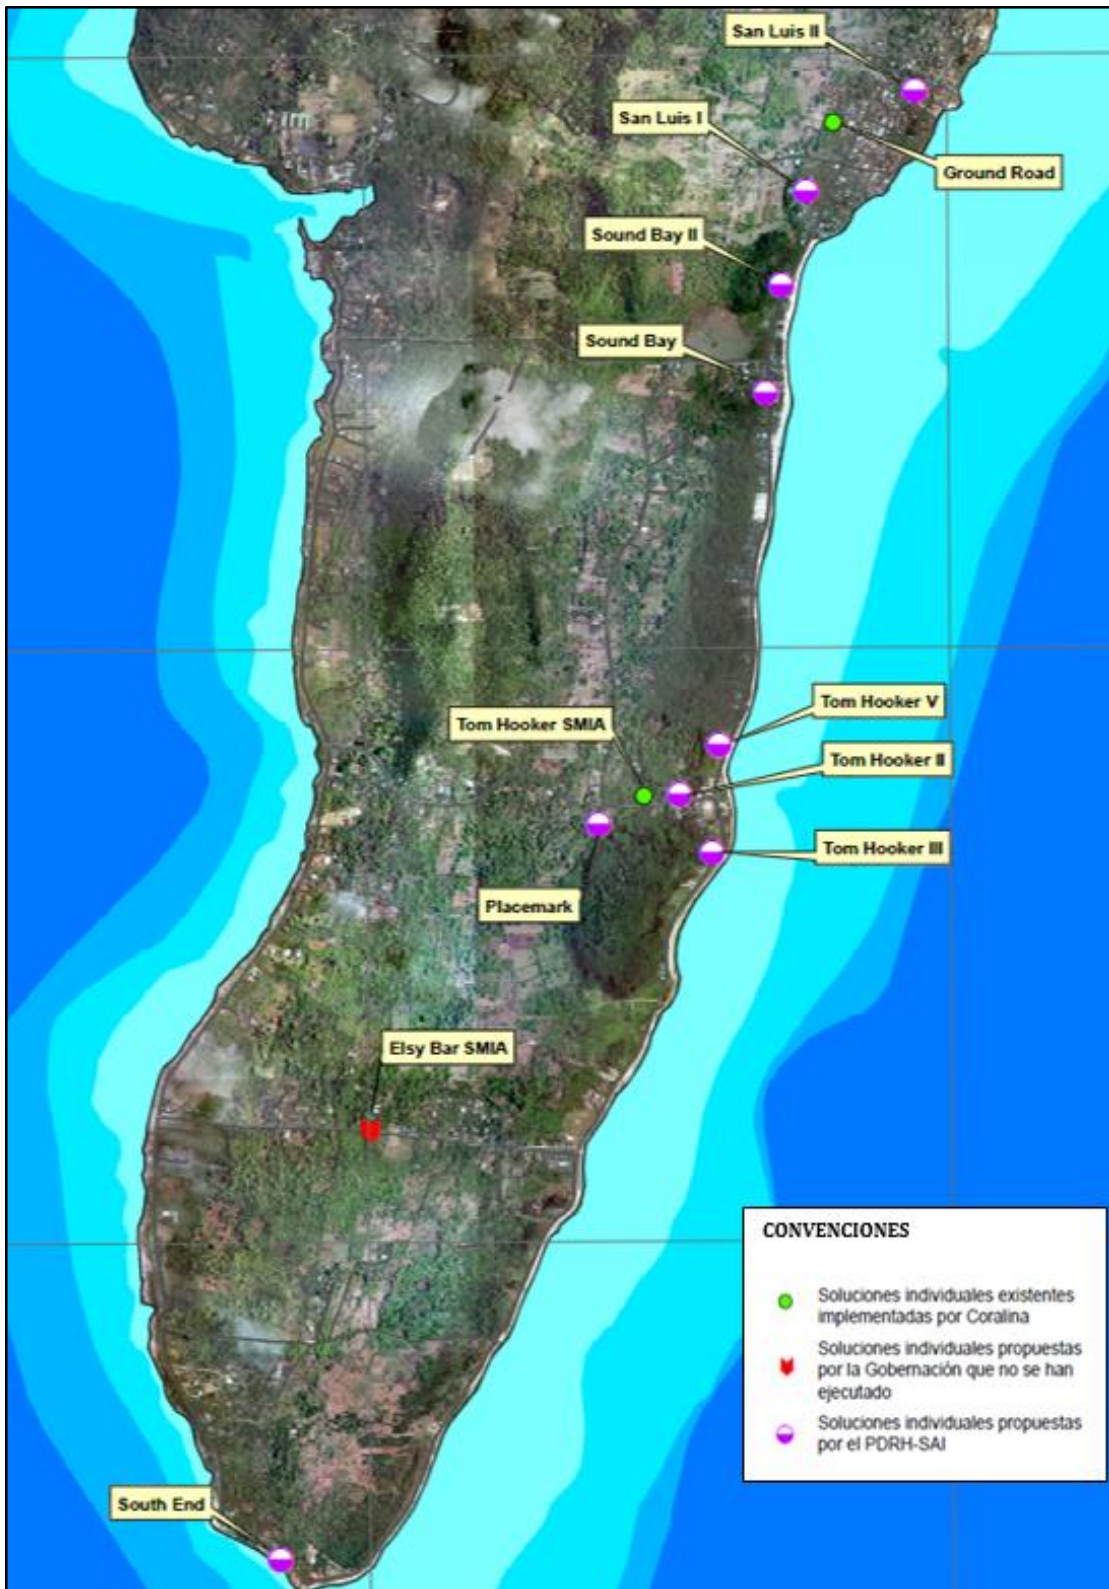 San Luis II
San Luis I
Ground Road
Sound Bay II
Sound Bay
Tom Hooker V
Tom Hooker SMIA
Tom Hooker II
Tom Hooker III
Placemark
Elsy Bar SMIA
CONVENCIONES
Soluciones individuales existentes
implementadas por Coralina
Soluciones individuales propuestas
por la Gobernación que no se han
ejecutado
Soluciones individuales propuestas
por el PDRH-SAI
South End